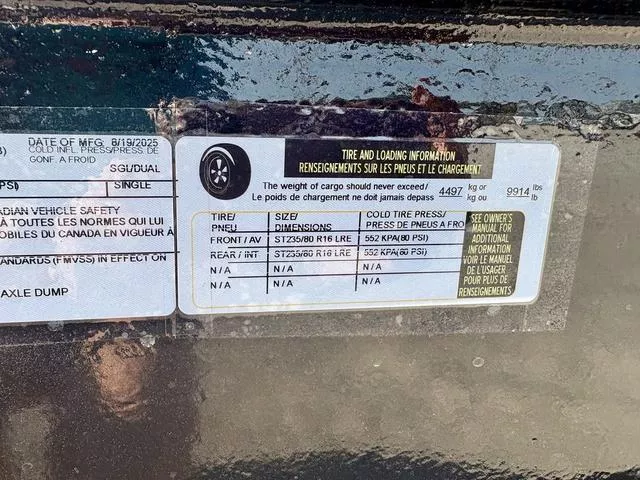 DATE OF MFG: 8/19/2025
COLD INFL. PRESS/PRESS DE
GONF. A FROID
SGL/DUAL
PSI) SINGLE
ADIAN VEHICLE SAFETY
À TOUTES LES NORMES QUI LUI
OBILES DU CANADA EN VIGUEUR À
ANDARDS (FMVSS) IN EFFECT ON
AXLE DUMP
TIRE AND LOADING INFORMATION
RENSEIGNEMENTS SUR LES PNEUS ET LE CHARGEMENT
The weight of cargo should never exceed/ 4497 kg or 9914 lbs
Le poids de chargement ne doit jamais depass kg ou lb
TIRE/ SIZE/ COLD TIRE PRESS/
PNEU DIMENSIONS PRESS DE PNEUS A FRO
FRONT / AV ST235/80 R16 LRE 552 KPA(80 PSI)
REAR / INT ST235/80 R16 LRE 552 KPA(80 PSI)
N / A N / A N / A
N / A N / A N / A
SEE OWNER'S
MANUAL FOR
ADDITIONAL
INFORMATION
VOIR LE MANUEL
DE L'USAGER
POUR PLUS DE
RENSEIGNEMENTS